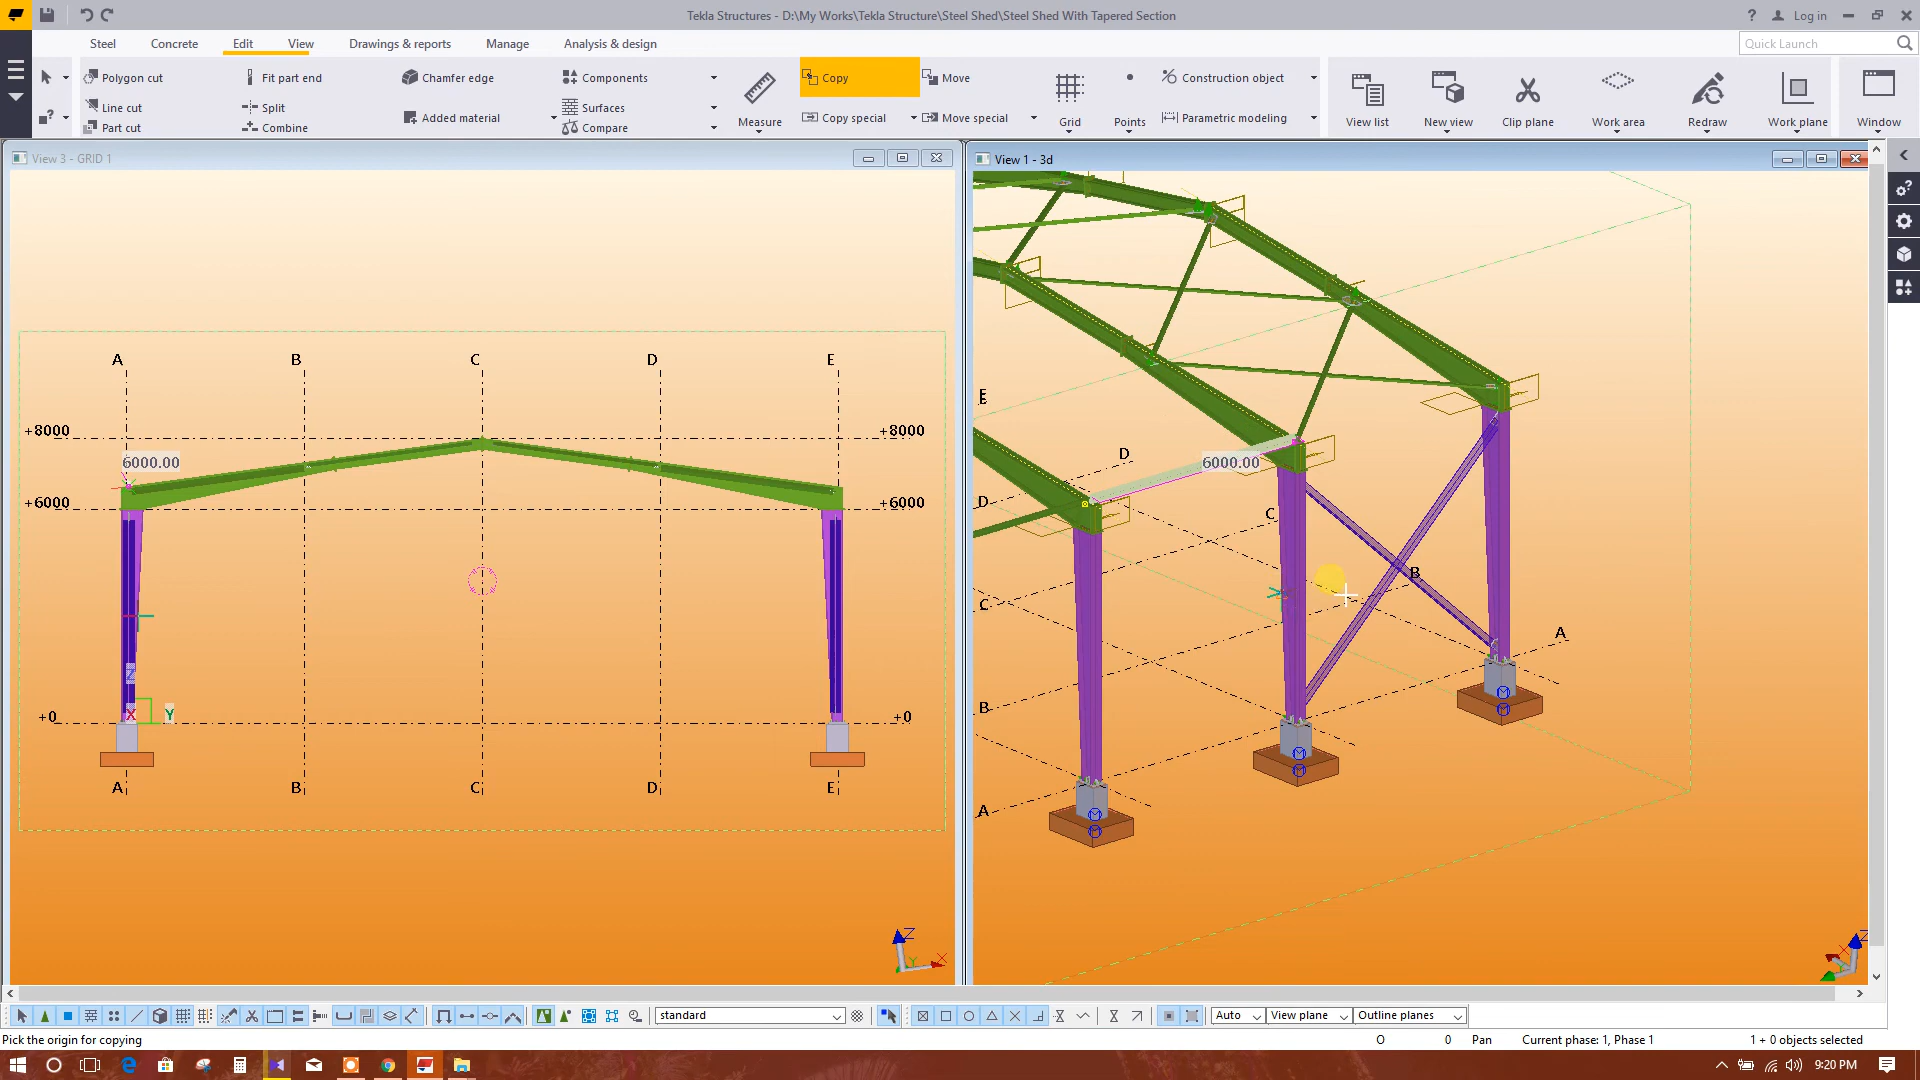 Tekla Structures - D:\My Works\Tekla Structure\Steel Shed\Steel Shed With Tapered Section
? Log in
Steel Concrete Edit View Drawings & reports Manage Analysis & design
Quick Launch
Polygon cut
Line cut
Part cut
Fit part end
Split
Combine
Chamfer edge
Added material
Components
Surfaces
Compare
Measure
Copy
Copy special
Move
Move special
Grid
Points
Construction object
Parametric modeling
View list
New view
Clip plane
Work area
Redraw
Work plane
Window
View 3 - GRID 1
A B C D E
+8000 +8000
6000.00
+6000 +6000
Z
X Y
+0 +0
A B C D E
Z
Y X
View 1 - 3d
E
D
6000.00
D
C
B
C
A
B
A
M
M
M
M
M
M
X Z
Y
standard
Auto
View plane
Outline planes
Pick the origin for copying
O 0 Pan Current phase: 1, Phase 1 1 + 0 objects selected
9:20 PM